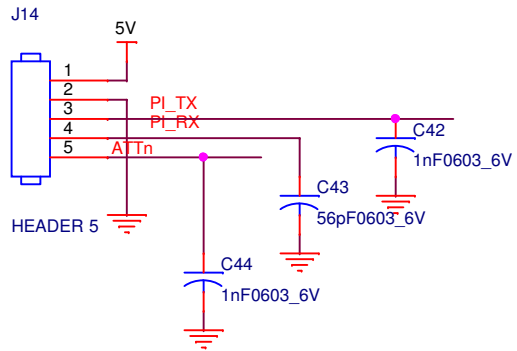 J14
5V
1
2
3
PI_TX
4
PI_RX
5
ATTn
C42
1nF0603_6V
C43
56pF0603_6V
HEADER 5
C44
1nF0603_6V